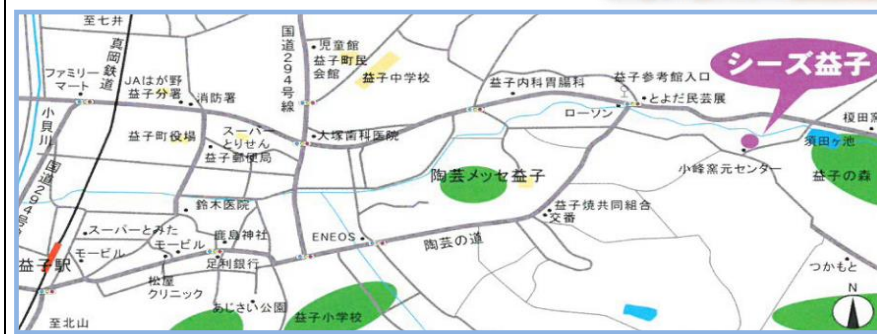 至七井
真岡鉄道
国道294号線
児童館
益子町民
会館
益子中学校
ファミリー
マート
JAはが野
益子分署
消防署
益子内科胃腸科
益子参考館入口
とよだ民芸展
ローソン
シーズ益子
小貝川
国道294号
益子町役場
スーパー
とりせん
益子郵便局
大塚歯科医院
陶芸メッセ益子
小峰窯元センター
須田ヶ池
益子の森
鈴木医院
益子焼共同組合
交番
スーパーとみた
モービル
モービル
鹿島神社
足利銀行
ENEOS
陶芸の道
つかもと
益子駅
松屋
クリニック
あじさい公園
益子小学校
至北山
N